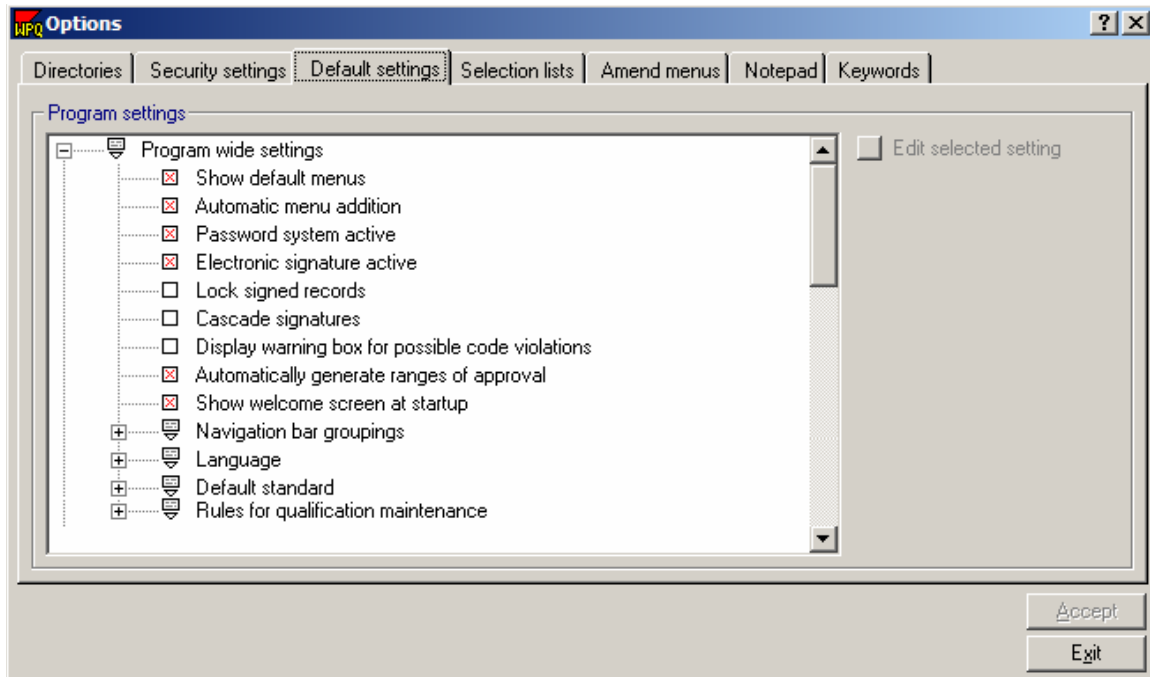 WPQ Options
Directories Security settings Default settings Selection lists Amend menus Notepad Keywords
Program settings
Program wide settings
Edit selected setting
Show default menus
Automatic menu addition
Password system active
Electronic signature active
Lock signed records
Cascade signatures
Display warning box for possible code violations
Automatically generate ranges of approval
Show welcome screen at startup
Navigation bar groupings
Language
Default standard
Rules for qualification maintenance
Accept
Exit